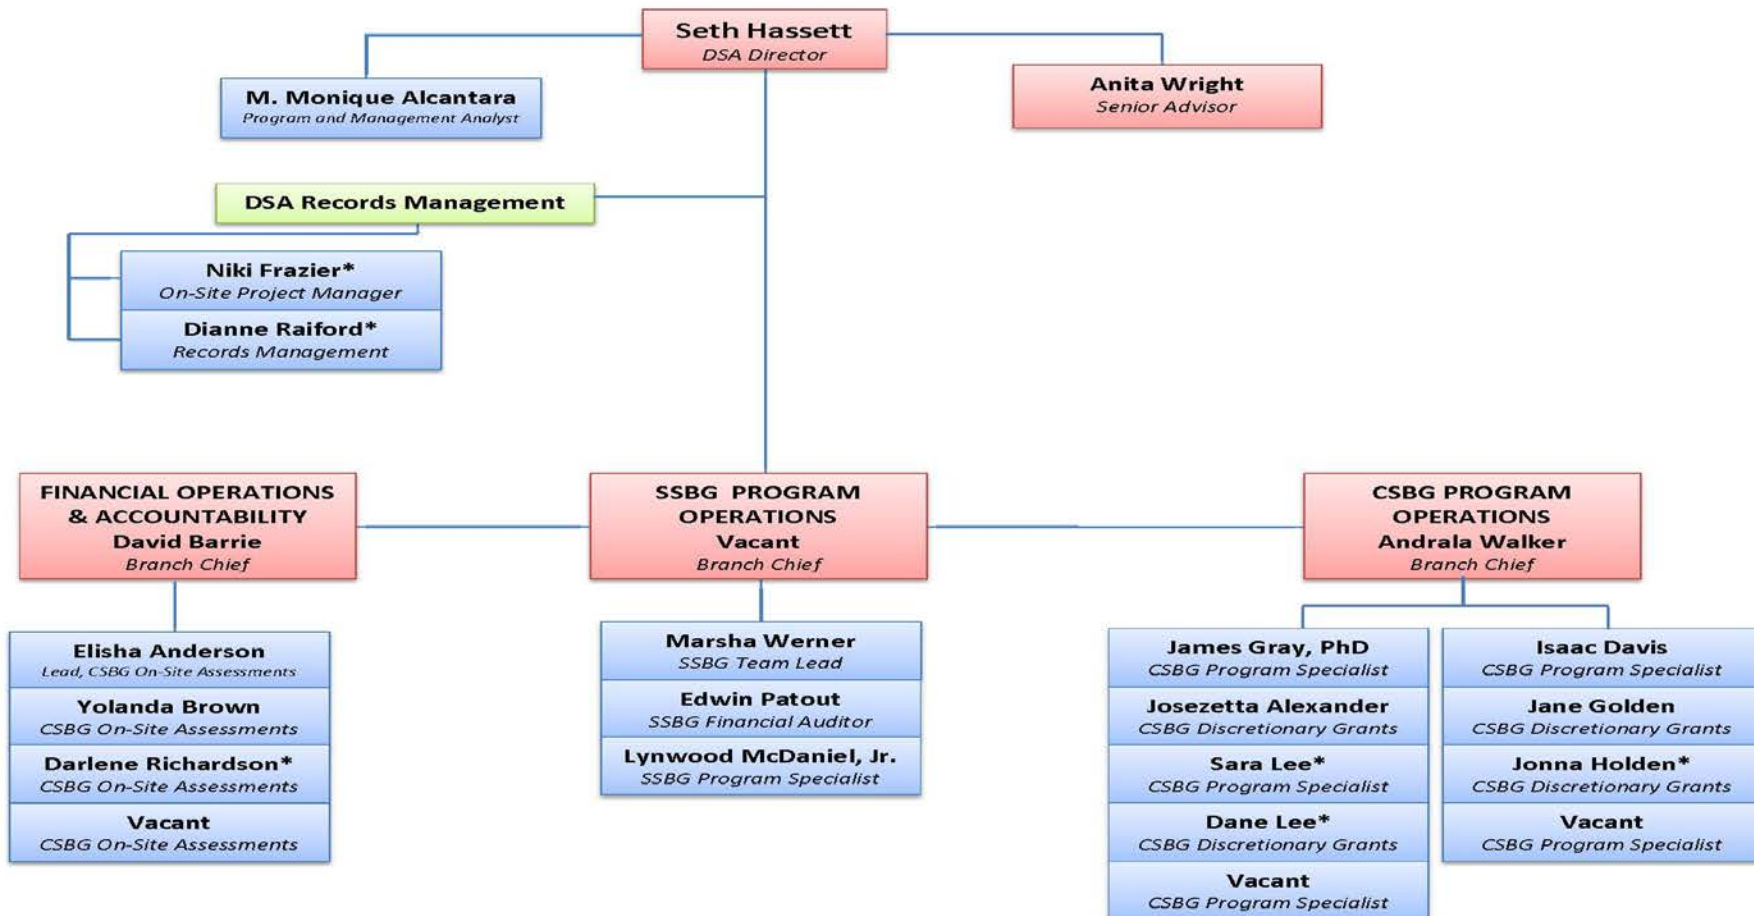 Seth Hassett
DSA Director
M. Monique Alcantara
Program and Management Analyst
Anita Wright
Senior Advisor
DSA Records Management
Niki Frazier*
On-Site Project Manager
Dianne Raiford*
Records Management
FINANCIAL OPERATIONS
& ACCOUNTABILITY
David Barrie
Branch Chief
SSBG PROGRAM
OPERATIONS
Vacant
Branch Chief
CSBG PROGRAM
OPERATIONS
Andrala Walker
Branch Chief
Elisha Anderson
Lead, CSBG On-Site Assessments
Yolanda Brown
CSBG On-Site Assessments
Darlene Richardson*
CSBG On-Site Assessments
Vacant
CSBG On-Site Assessments
Marsha Werner
SSBG Team Lead
Edwin Patout
SSBG Financial Auditor
Lynwood McDaniel, Jr.
SSBG Program Specialist
James Gray, PhD
CSBG Program Specialist
Josezetta Alexander
CSBG Discretionary Grants
Sara Lee*
CSBG Program Specialist
Dane Lee*
CSBG Discretionary Grants
Vacant
CSBG Program Specialist
Isaac Davis
CSBG Program Specialist
Jane Golden
CSBG Discretionary Grants
Jonna Holden*
CSBG Discretionary Grants
Vacant
CSBG Program Specialist